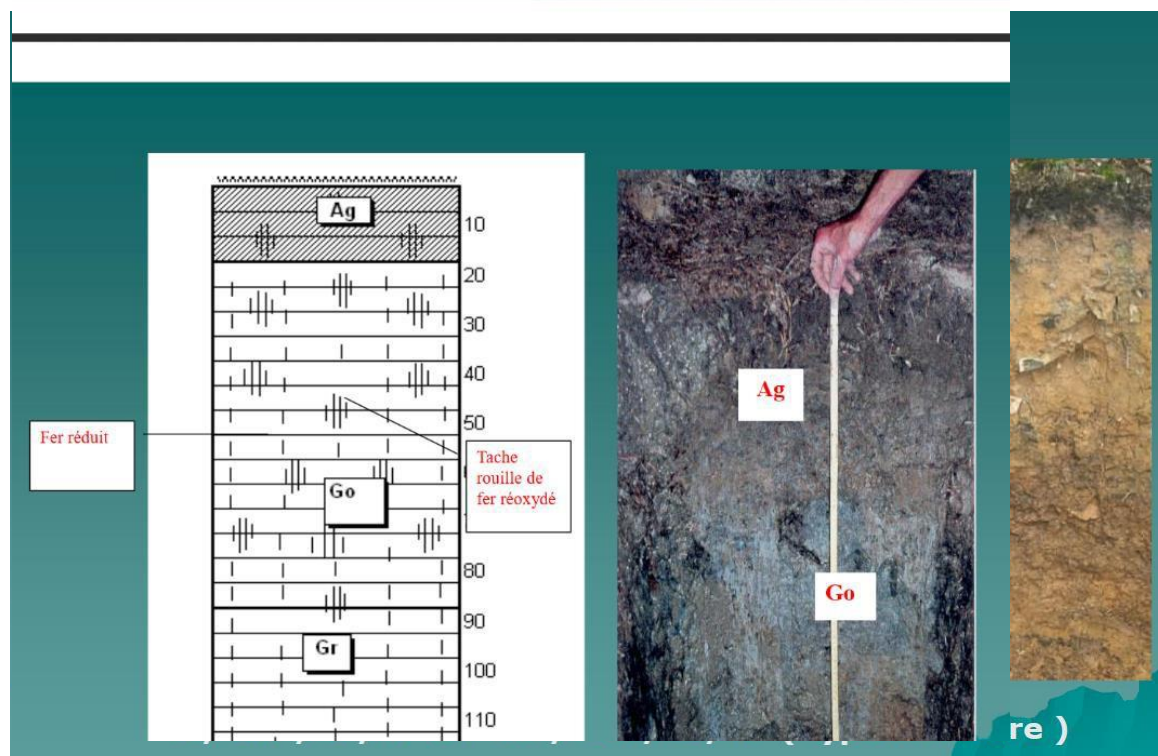 Ag
10
20
30
40
50
80
90
100
110
Fer réduit
Tache
rouille de
fer réoxydé
Go
Gr
Ag
Go
re )